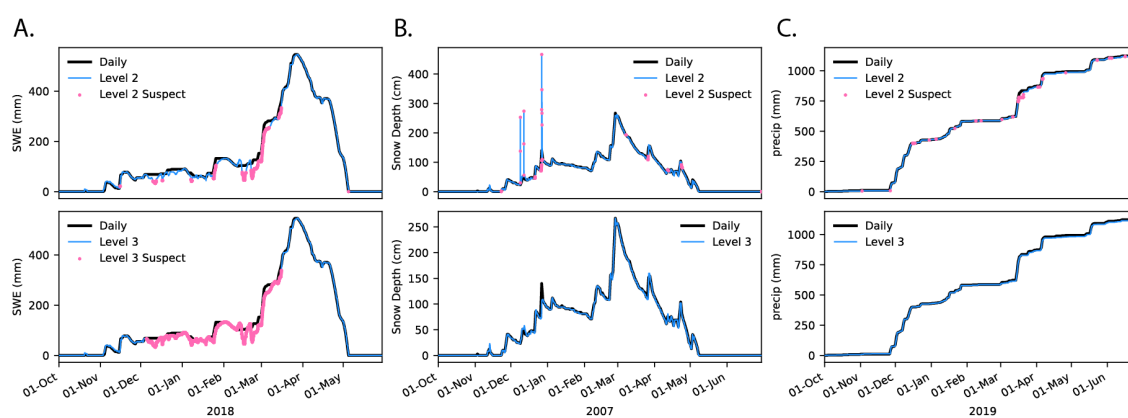 A.
B.
C.
Daily
Level 2
Level 2 Suspect
SWE (mm)
400
200
0
Daily
Level 2
Level 2 Suspect
Snow Depth (cm)
400
300
200
100
0
Daily
Level 2
Level 2 Suspect
precip (mm)
1000
750
500
250
0
Daily
Level 3
Level 3 Suspect
SWE (mm)
400
200
0
01-Oct
01-Nov
01-Dec
01-Jan
01-Feb
01-Mar
01-Apr
01-May
2018
Daily
Level 3
Snow Depth (cm)
250
200
150
100
50
0
01-Oct
01-Nov
01-Dec
01-Jan
01-Feb
01-Mar
01-Apr
01-May
01-Jun
2007
Daily
Level 3
precip (mm)
1000
750
500
250
0
01-Oct
01-Nov
01-Dec
01-Jan
01-Feb
01-Mar
01-Apr
01-May
01-Jun
2019